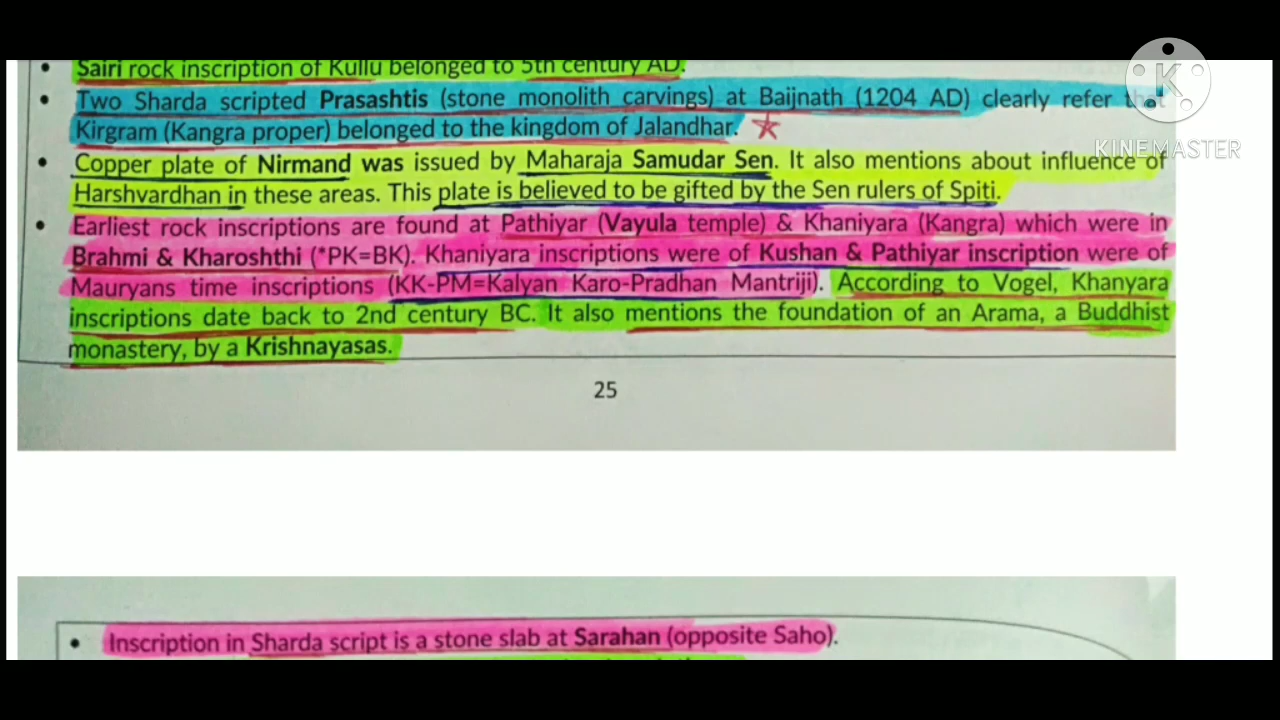 Sairi rock inscription of Kullu belonged to 5th century AD.
K
• Two Sharda scripted Prasashtis (stone monolith carvings) at Baijnath (1204 AD) clearly refer that
Kirgram (Kangra proper) belonged to the kingdom of Jalandhar.
KINEMASTER
• Copper plate of Nirmand was issued by Maharaja Samudar Sen. It also mentions about influence of
Harshvardhan in these areas. This plate is believed to be gifted by the Sen rulers of Spiti.
• Earliest rock inscriptions are found at Pathiyar (Vayula temple) & Khaniyara (Kangra) which were in
Brahmi & Kharoshthi (*PK=BK). Khaniyara inscriptions were of Kushan & Pathiyar inscription were of
Mauryans time inscriptions (KK-PM=Kalyan Karo-Pradhan Mantriji). According to Vogel, Khanyara
inscriptions date back to 2nd century BC. It also mentions the foundation of an Arama, a Buddhist
monastery, by a Krishnayasas.
25
• Inscription in Sharda script is a stone slab at Sarahan (opposite Saho).